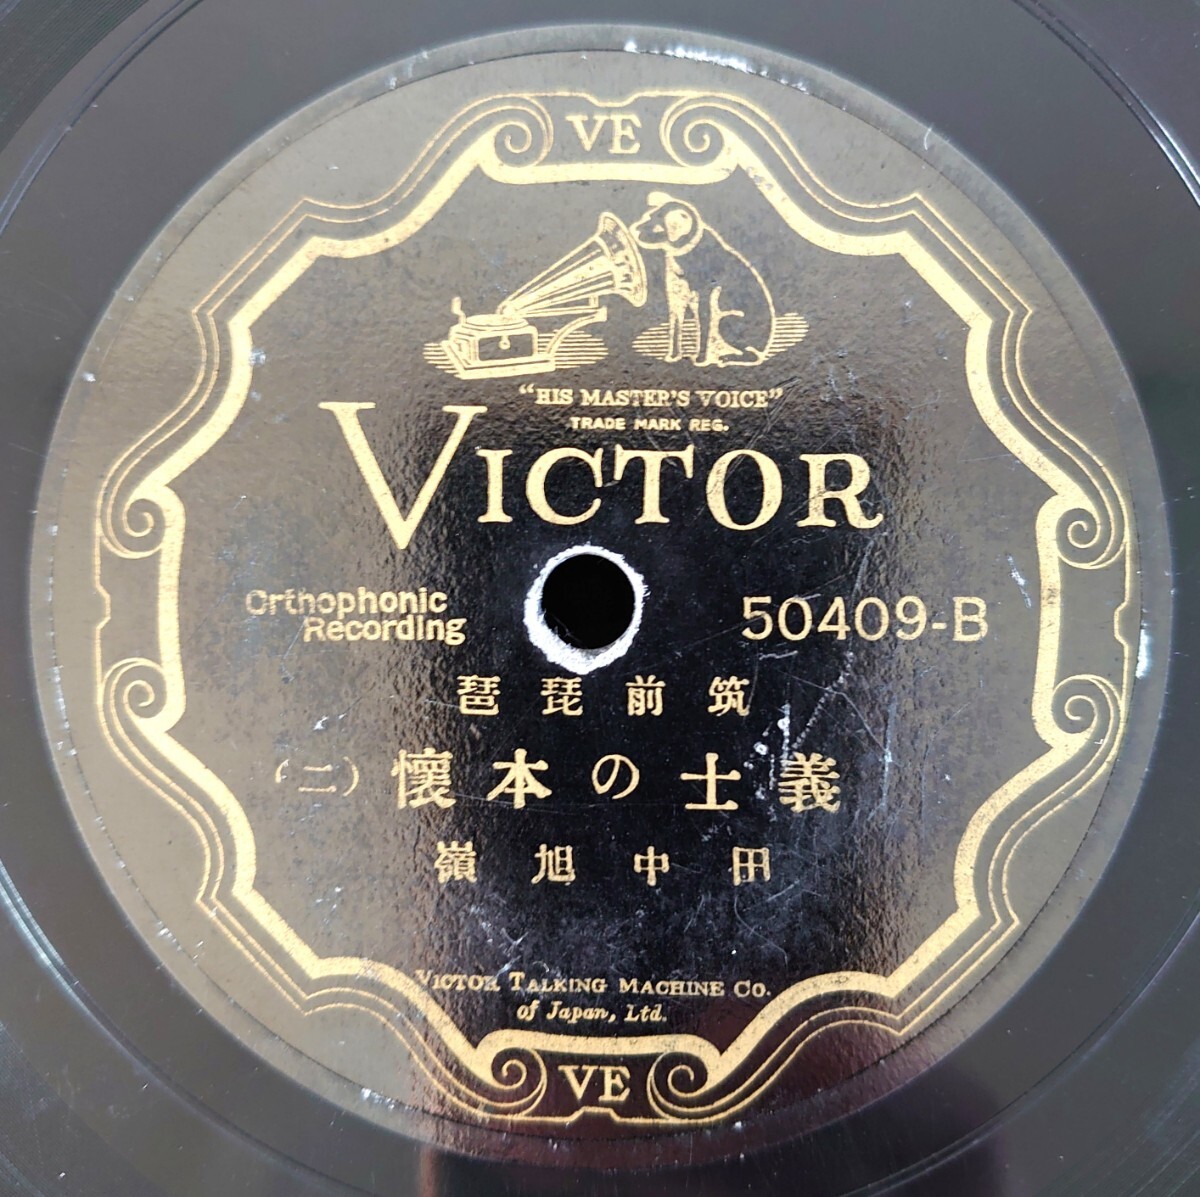 VE
"HIS MASTER'S VOICE"
TRADE MARK REG.
VICTOR
Orthophonic
Recording
50409-B
筑前琵琶
義士の本懐(二)
田中旭嶺
VICTOR TALKING MACHINE CO.
of Japan, Ltd.
VE